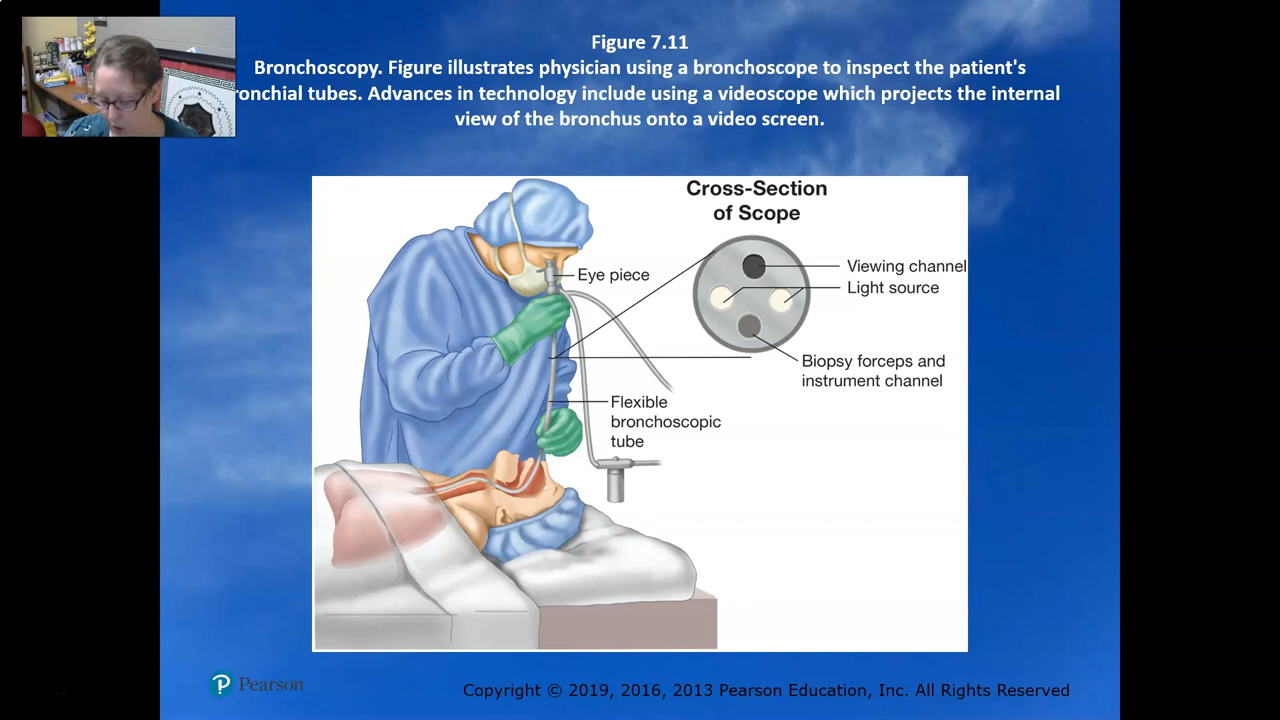 Figure 7.11
Bronchoscopy. Figure illustrates physician using a bronchoscope to inspect the patient's
ronchial tubes. Advances in technology include using a videoscope which projects the internal
view of the bronchus onto a video screen.
Cross-Section
of Scope
Eye piece
Viewing channel
Light source
Biopsy forceps and
instrument channel
Flexible
bronchoscopic
tube
Pearson
Copyright © 2019, 2016, 2013 Pearson Education, Inc. All Rights Reserved